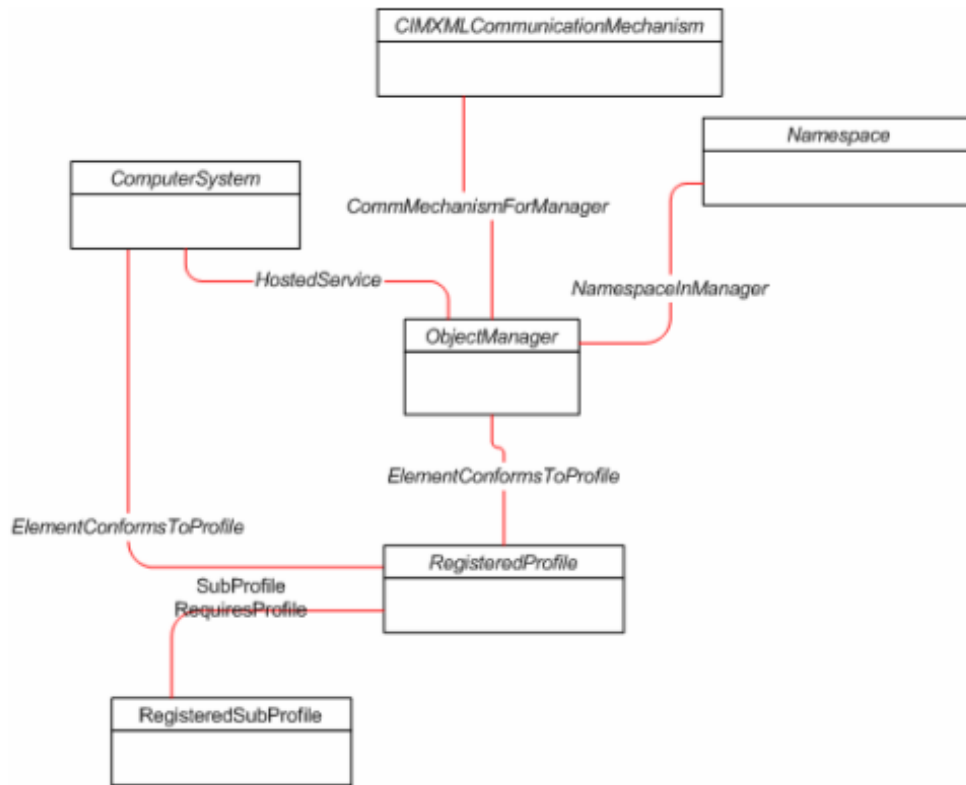 CIMXMLCommunicationMechanism
Namespace
ComputerSystem
CommMechanismForManager
HostedService
NamespaceInManager
ObjectManager
ElementConformsToProfile
ElementConformsToProfile
RegisteredProfile
SubProfile
RequiresProfile
RegisteredSubProfile